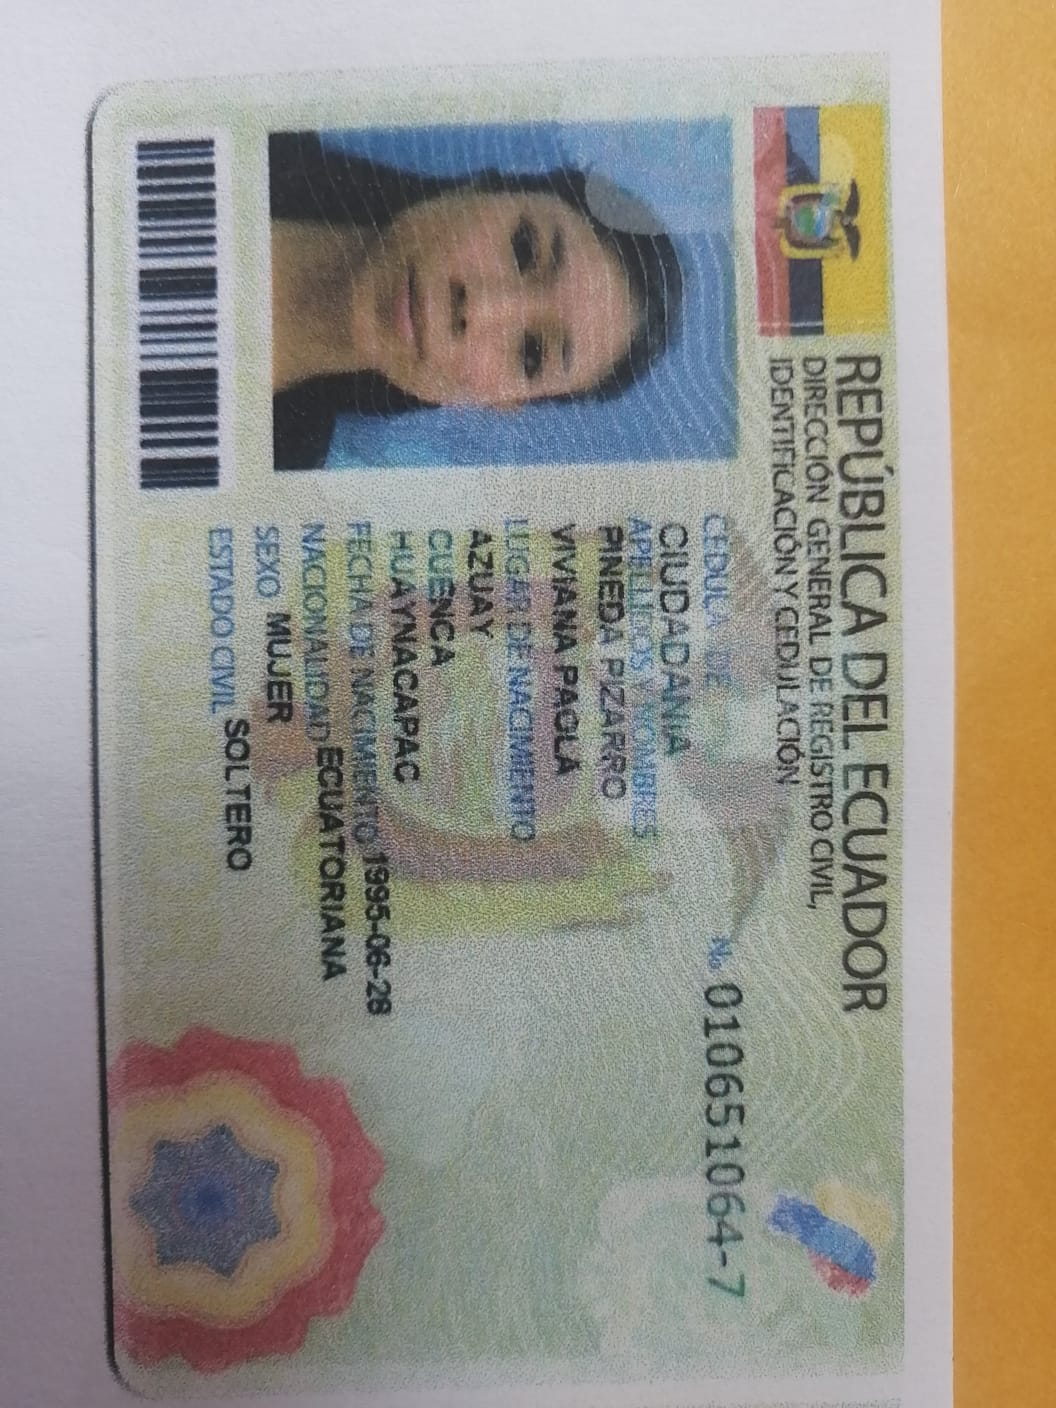 REPÚBLICA DEL ECUADOR
DIRECCIÓN GENERAL DE REGISTRO CIVIL,
IDENTIFICACIÓN Y CEDULACIÓN
CÉDULA DE No 010651064-7
CIUDADANIA
APELLIDOS Y NOMBRES
PINEDA PIZARRO
VIVIANA PAOLA
LUGAR DE NACIMIENTO
AZUAY
CUENCA
HUAYNACAPAC
FECHA DE NACIMIENTO 1995-06-28
NACIONALIDAD ECUATORIANA
SEXO MUJER
ESTADO CIVIL SOLTERO